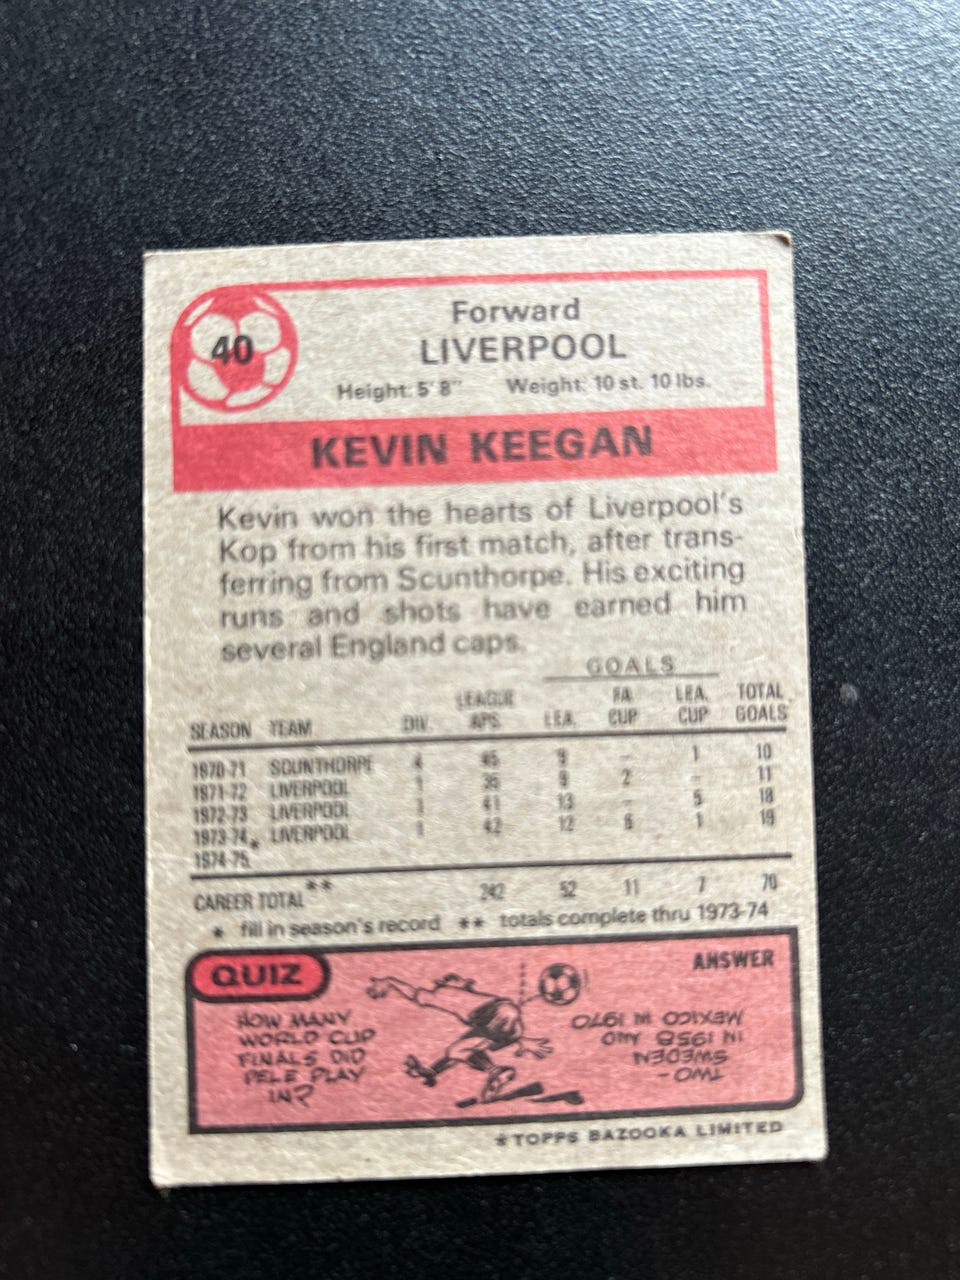 40
Forward
LIVERPOOL
Height: 5' 8" Weight: 10 st. 10 lbs.
KEVIN KEEGAN
Kevin won the hearts of Liverpool's
Kop from his first match, after trans-
ferring from Scunthorpe. His exciting
runs and shots have earned him
several England caps.
GOALS
SEASON TEAM DIV. LEAGUE APS. LEA. FA CUP LEA. CUP TOTAL GOALS
1970-71 SCUNTHORPE 4 45 9 – 1 10
1971-72 LIVERPOOL 1 35 9 2 – 11
1972-73 LIVERPOOL 1 41 13 – 5 18
1973-74 LIVERPOOL 1 42 12 6 1 19
1974-75*
CAREER TOTAL** 242 52 11 7 70
* fill in season's record ** totals complete thru 1973-74
QUIZ
HOW MANY
WORLD CUP
FINALS DID
PELE PLAY
IN?
ANSWER
TWO –
SWEDEN
IN 1958 AND
MEXICO IN 1970
*TOPPS BAZOOKA LIMITED